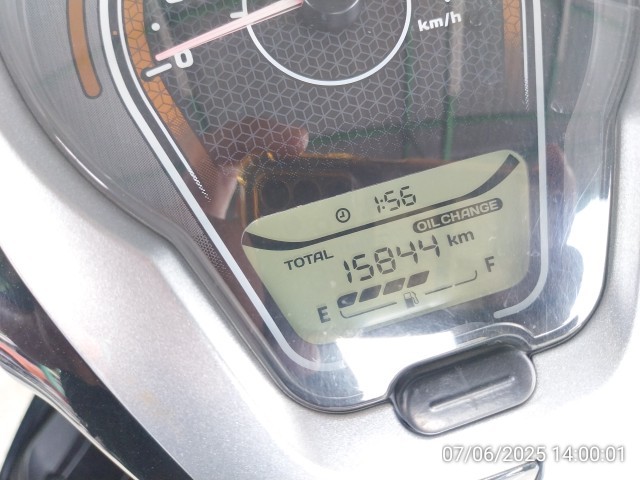 km/h
0
1:56
OIL CHANGE
TOTAL 15844 km
E F
07/06/2025 14:00:01